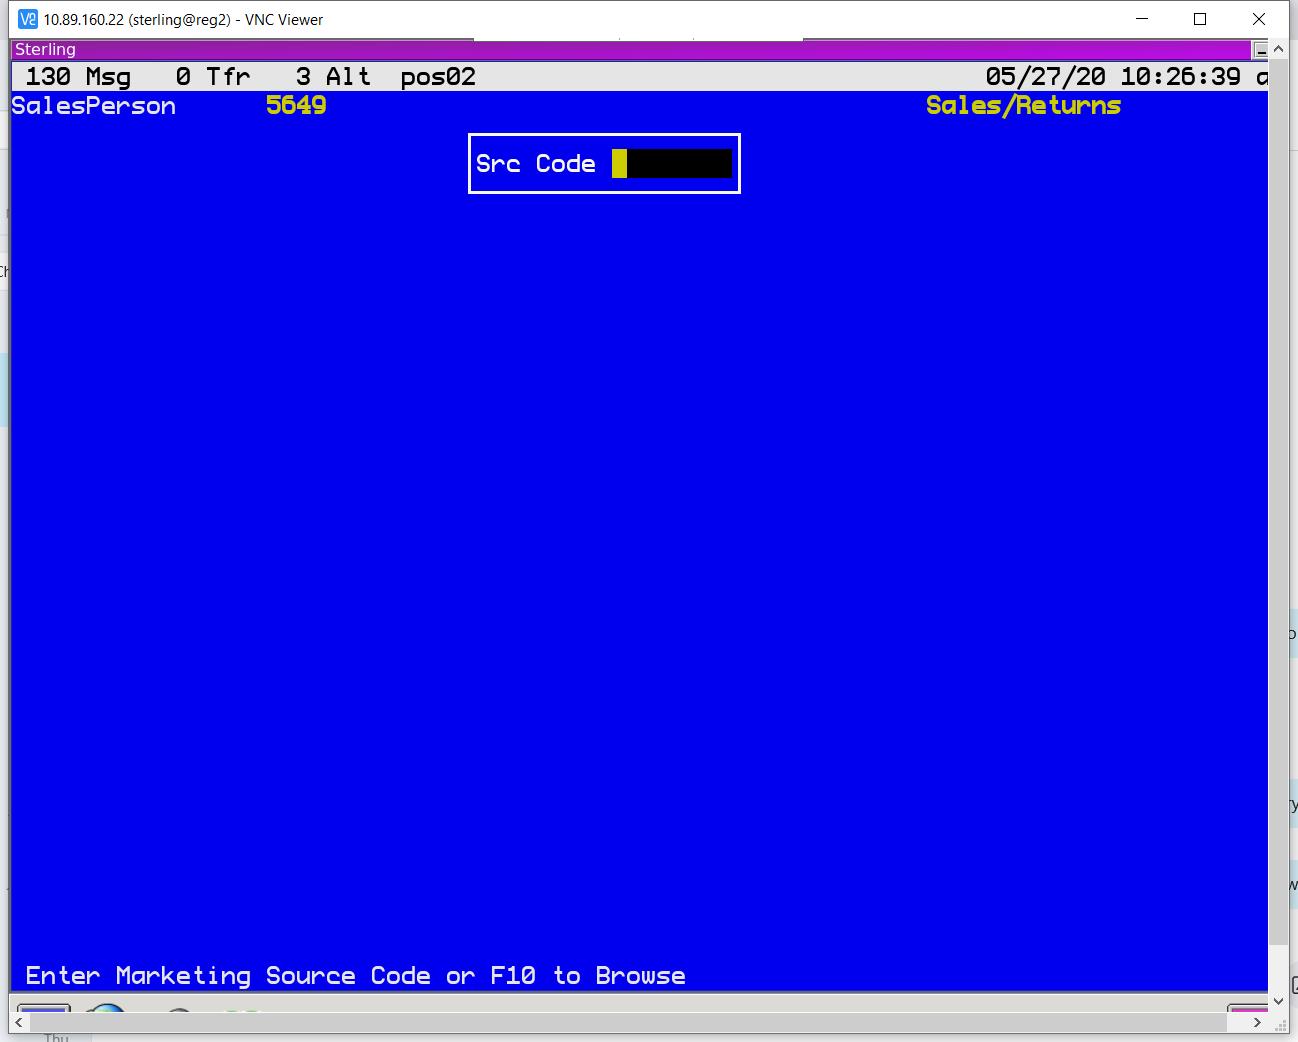 10.89.160.22 (sterling@reg2) - VNC Viewer
Sterling
130 Msg 0 Tfr 3 Alt pos02 05/27/20 10:26:39 a
SalesPerson 5649 Sales/Returns
Src Code
Enter Marketing Source Code or F10 to Browse
Thu